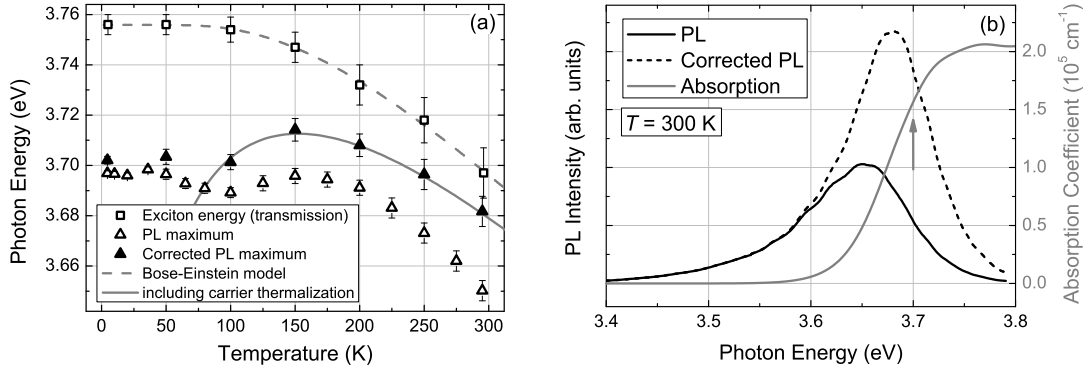 (a)
3.76
3.74
3.72
3.70
3.68
3.66
Photon Energy (eV)
Exciton energy (transmission)
PL maximum
Corrected PL maximum
Bose-Einstein model
including carrier thermalization
0 50 100 150 200 250 300
Temperature (K)
(b)
PL
Corrected PL
Absorption
T = 300 K
PL Intensity (arb. units)
2.0
1.5
1.0
0.5
0.0
Absorption Coefficient (10⁵ cm⁻¹)
3.4 3.5 3.6 3.7 3.8
Photon Energy (eV)